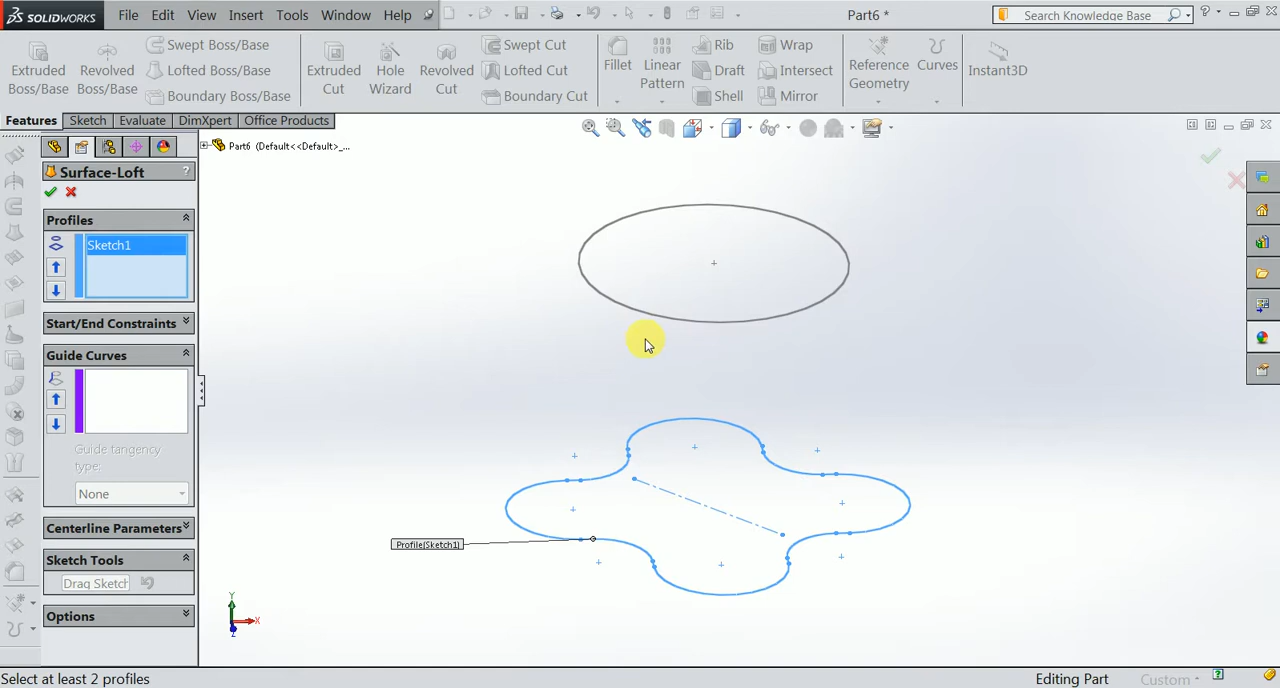 SOLIDWORKS File Edit View Insert Tools Window Help Part6 * Search Knowledge Base ?
Extruded Boss/Base
Revolved Boss/Base
Swept Boss/Base
Lofted Boss/Base
Boundary Boss/Base
Extruded Cut
Hole Wizard
Revolved Cut
Swept Cut
Lofted Cut
Boundary Cut
Fillet
Linear Pattern
Rib
Draft
Shell
Wrap
Intersect
Mirror
Reference Geometry
Curves
Instant3D
Features Sketch Evaluate DimXpert Office Products
Part6 (Default<<Default>_...
Surface-Loft ?
Profiles
Sketch1
Start/End Constraints
Guide Curves
Guide tangency
type:
None
Centerline Parameters
Sketch Tools
Drag Sketch
Options
Profile(Sketch1)
Y
X
Z
Select at least 2 profiles Editing Part Custom ?